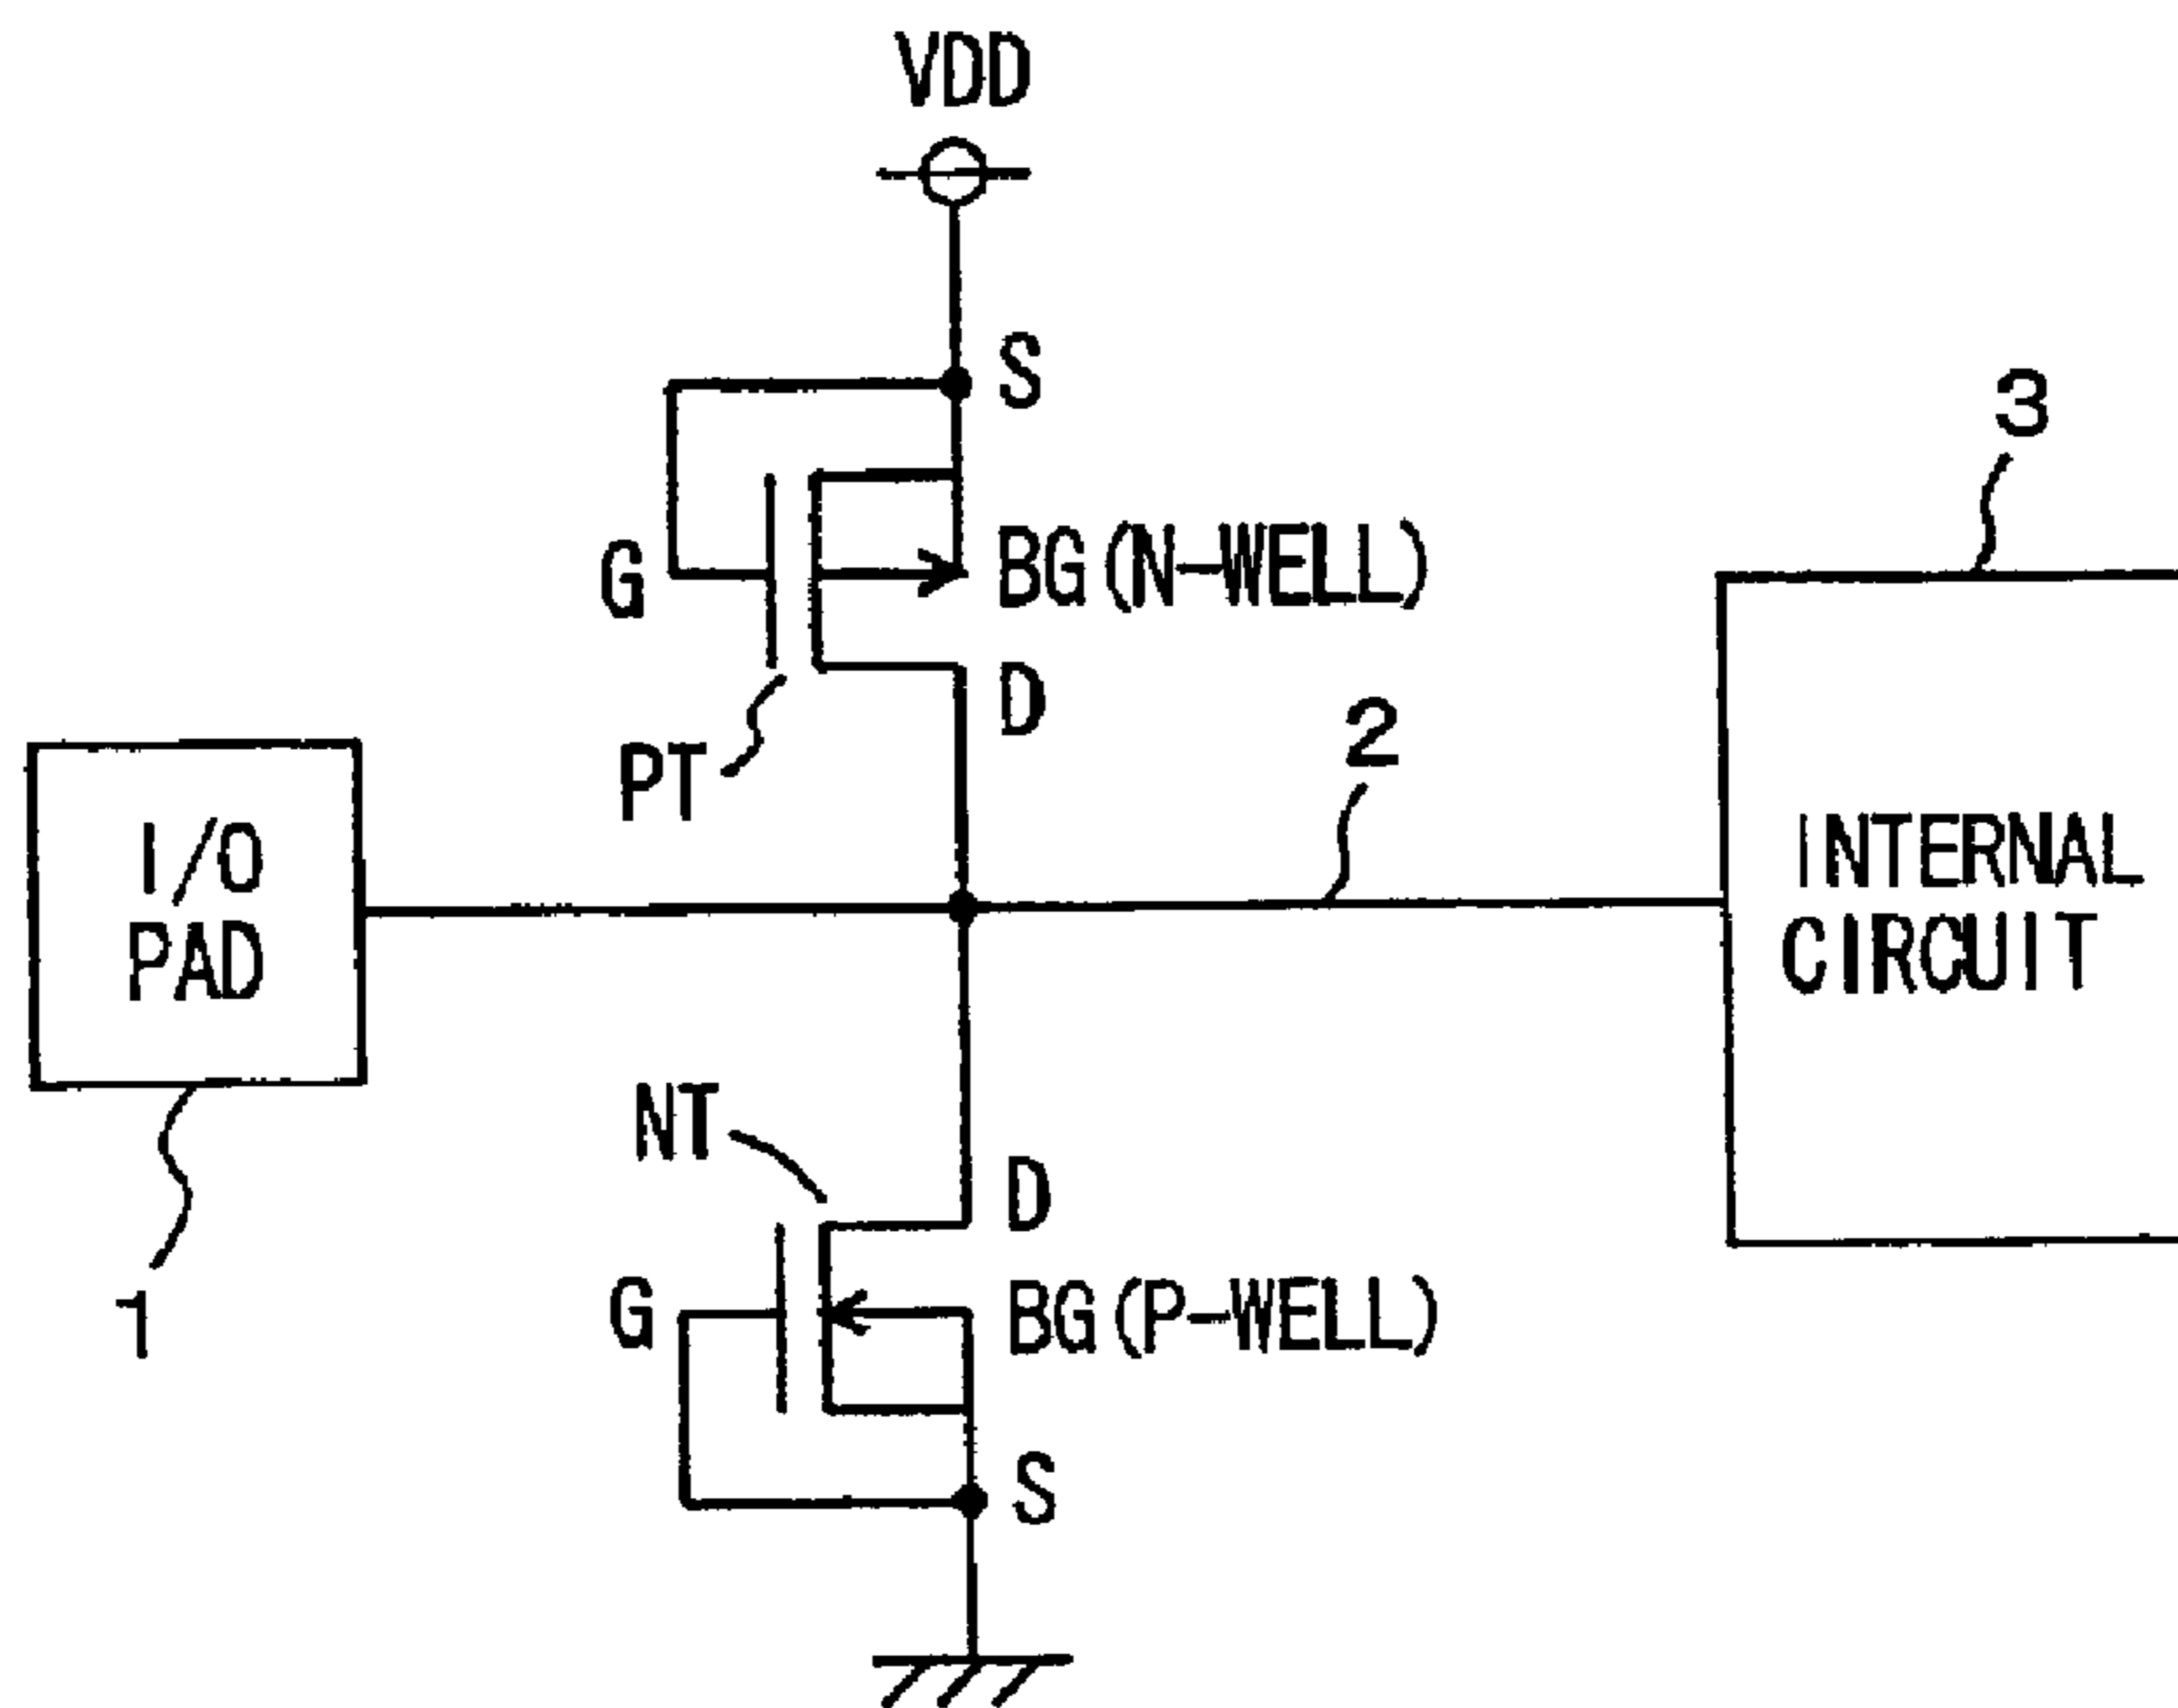 VDD
S
3
G
BG(N-WELL)
D
2
PT
I/O
PAD
INTERNAL
CIRCUIT
NT
D
G
BG(P-WELL)
1
S